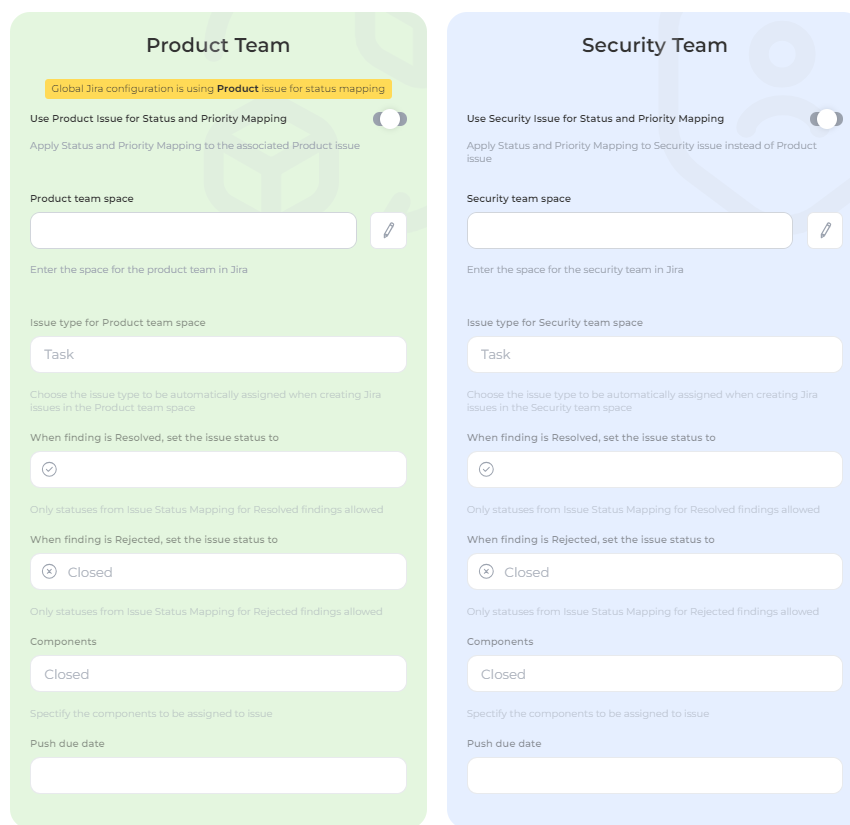 Product Team
Global Jira configuration is using Product issue for status mapping
Use Product Issue for Status and Priority Mapping
Apply Status and Priority Mapping to the associated Product issue
Product team space
Enter the space for the product team in Jira
Issue type for Product team space
Task
Choose the issue type to be automatically assigned when creating Jira
issues in the Product team space
When finding is Resolved, set the issue status to
Only statuses from Issue Status Mapping for Resolved findings allowed
When finding is Rejected, set the issue status to
Closed
Only statuses from Issue Status Mapping for Rejected findings allowed
Components
Closed
Specify the components to be assigned to issue
Push due date
Security Team
Use Security Issue for Status and Priority Mapping
Apply Status and Priority Mapping to Security issue instead of Product
issue
Security team space
Enter the space for the security team in Jira
Issue type for Security team space
Task
Choose the issue type to be automatically assigned when creating Jira
issues in the Security team space
When finding is Resolved, set the issue status to
Only statuses from Issue Status Mapping for Resolved findings allowed
When finding is Rejected, set the issue status to
Closed
Only statuses from Issue Status Mapping for Rejected findings allowed
Components
Closed
Specify the components to be assigned to issue
Push due date